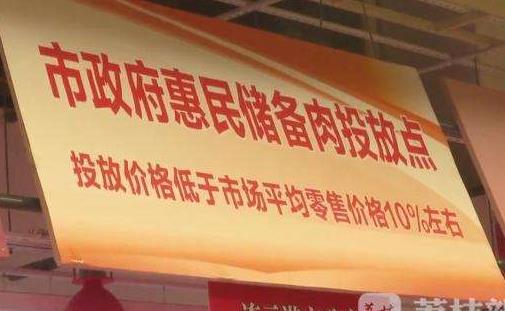 市政府惠民储备肉投放点
投放价格低于市场平均零售价格10%左右